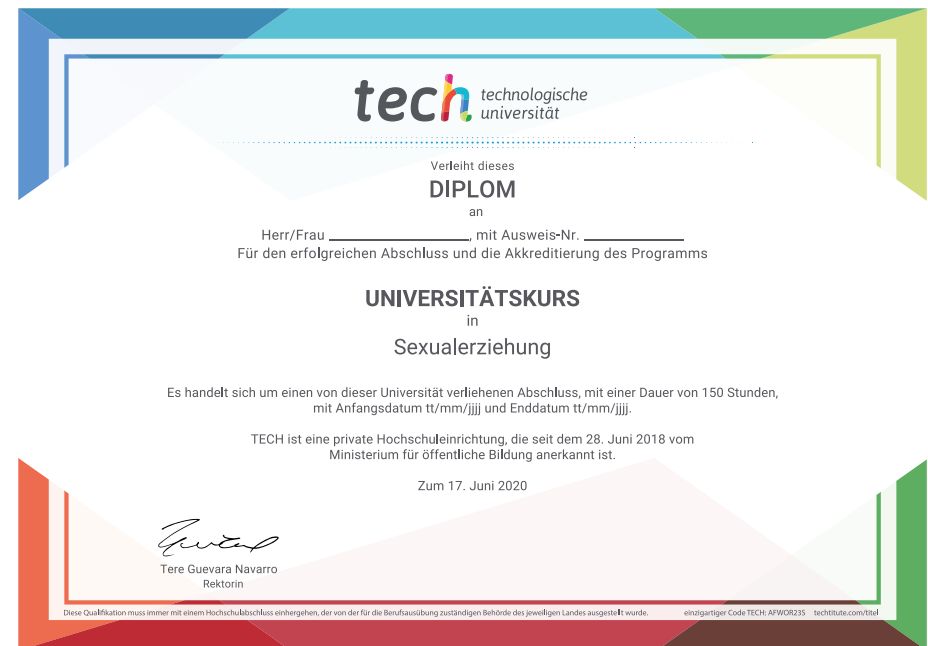 tech technologische
universität
Verleiht dieses
DIPLOM
an
Herr/Frau ____________, mit Ausweis-Nr. ____________
Für den erfolgreichen Abschluss und die Akkreditierung des Programms
UNIVERSITÄTSKURS
in
Sexualerziehung
Es handelt sich um einen von dieser Universität verliehenen Abschluss, mit einer Dauer von 150 Stunden,
mit Anfangsdatum tt/mm/jjjj und Enddatum tt/mm/jjjj.
TECH ist eine private Hochschuleinrichtung, die seit dem 28. Juni 2018 vom
Ministerium für öffentliche Bildung anerkannt ist.
Zum 17. Juni 2020
Tere Guevara Navarro
Rektorin
Diese Qualifikation muss immer mit einem Hochschulabschluss einhergehen, der von der für die Berufsausübung zuständigen Behörde des jeweiligen Landes ausgestellt wurde. einzigartiger Code TECH: AFWOR23S techtitute.com/titel